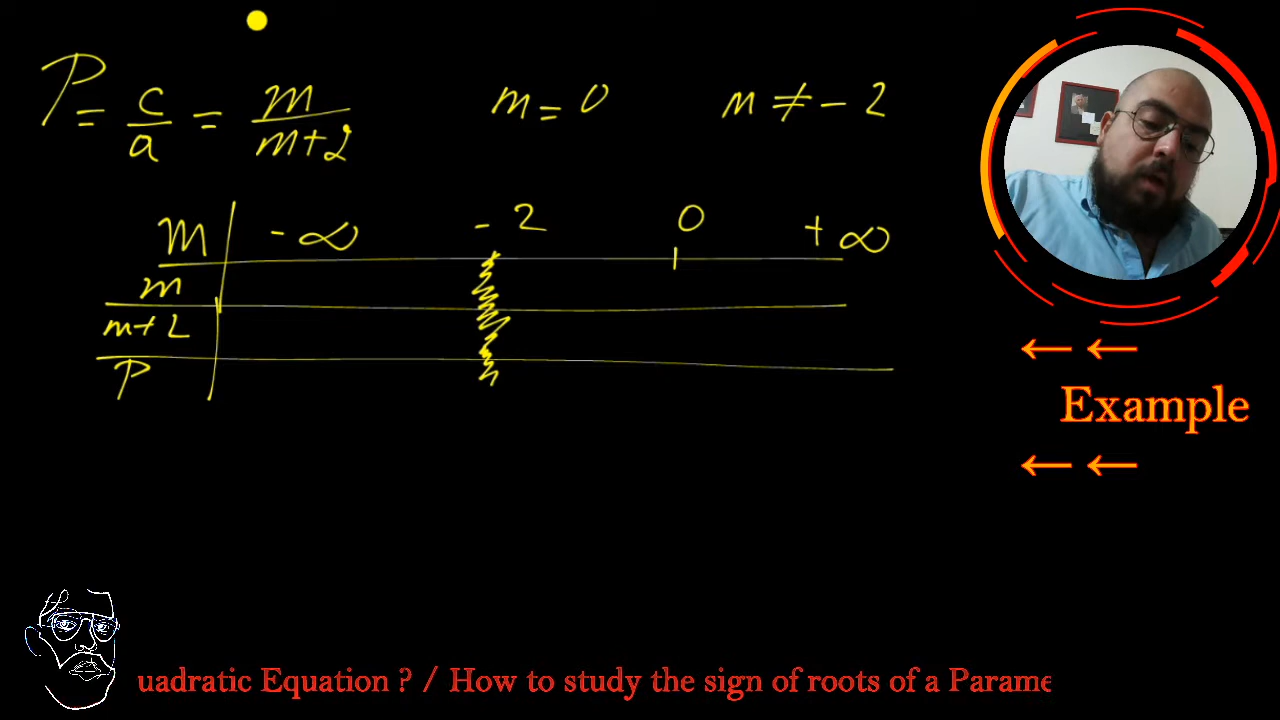 P = c/a = m/(m+2) m = 0 m ≠ - 2
m - ∞ - 2 0 + ∞
m
m+2
P
← ←
Example
← ←
uadratic Equation ? / How to study the sign of roots of a Parame